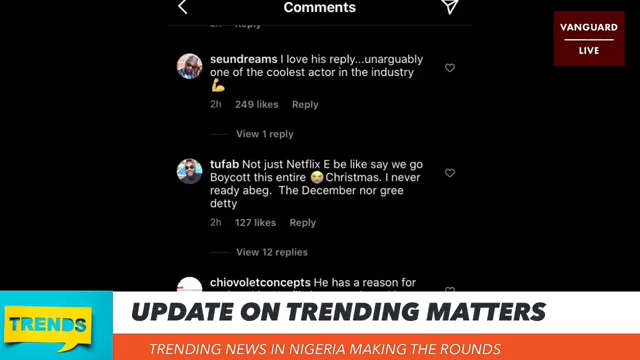 Comments
2h Reply
VANGUARD
LIVE
seundreams I love his reply...unarguably
one of the coolest actor in the industry
💪
2h 249 likes Reply
View 1 reply
tufab Not just Netflix E be like say we go
Boycott this entire 😂Christmas. I never
ready abeg. The December nor gree
detty
2h 127 likes Reply
View 12 replies
chiovoletconcepts He has a reason for
TRENDS
UPDATE ON TRENDING MATTERS
TRENDING NEWS IN NIGERIA MAKING THE ROUNDS